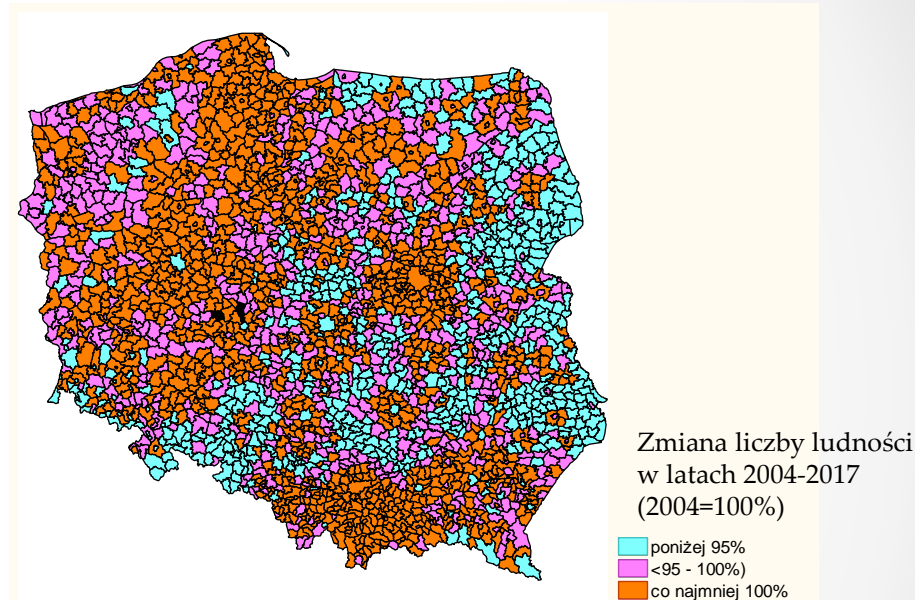 Zmiana liczby ludności
w latach 2004-2017
(2004=100%)
poniżej 95%
<95 - 100%)
co najmniej 100%